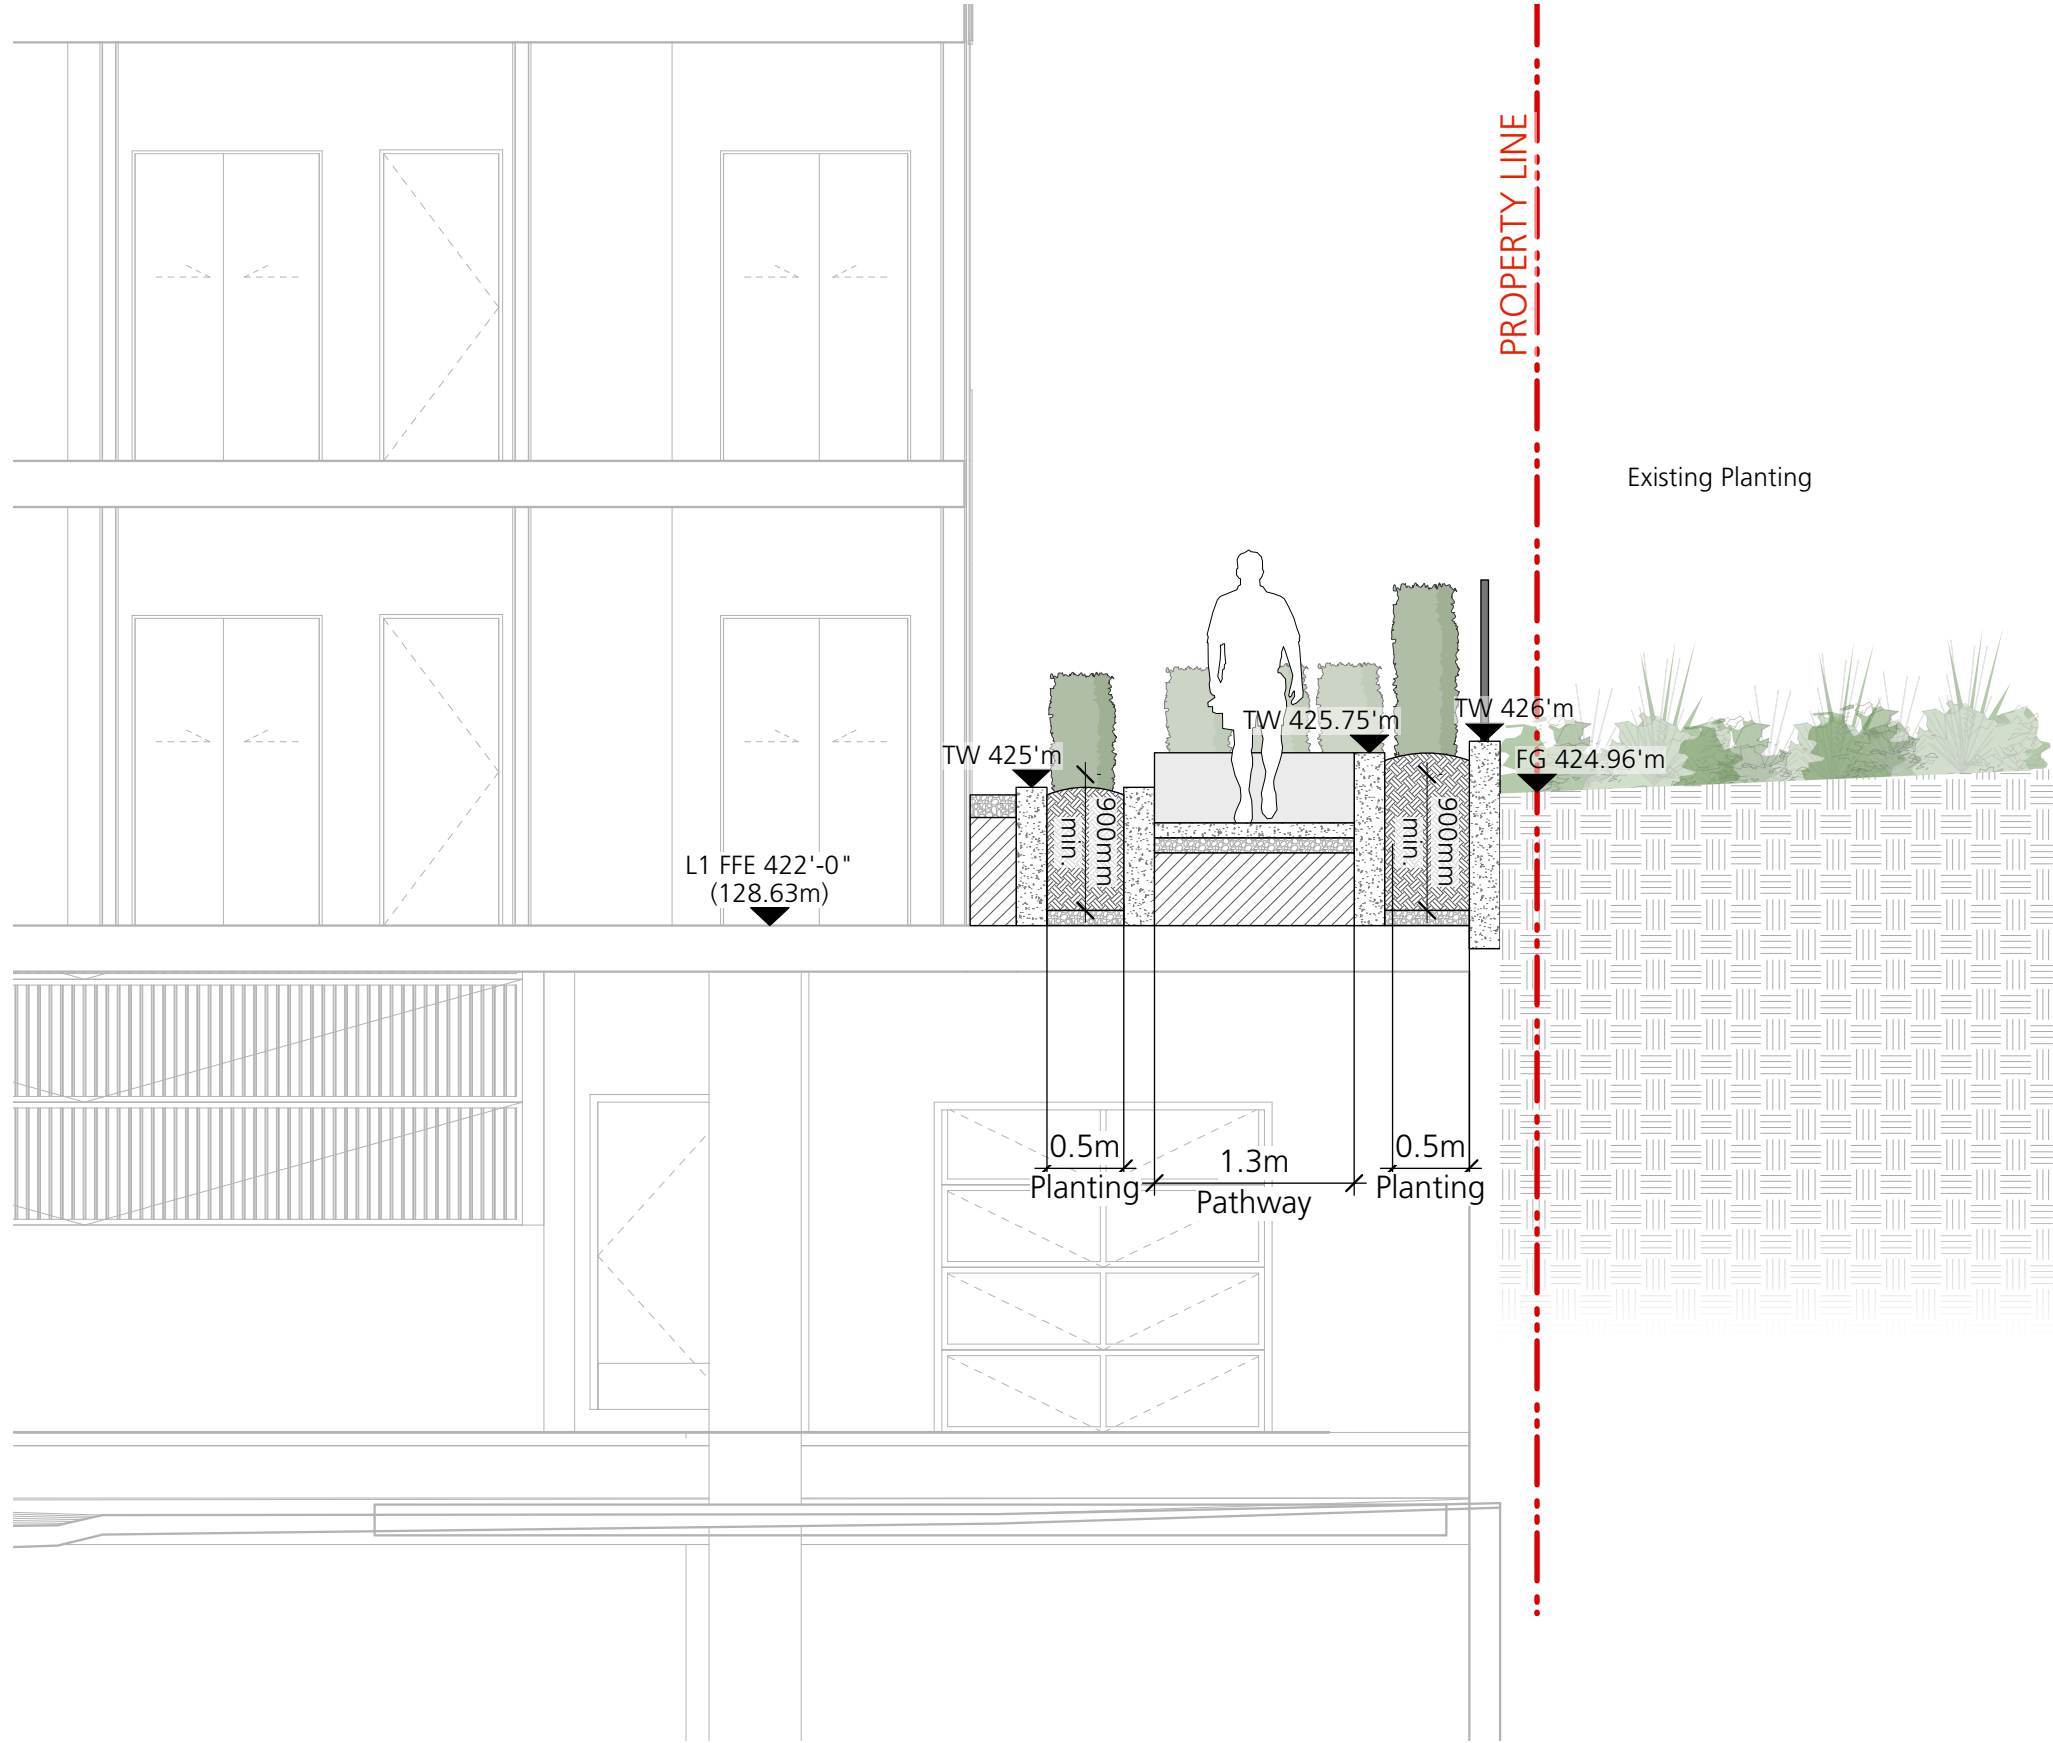 PROPERTY LINE
Existing Planting
TW 426'm
TW 425.75'm
TW 425'm
FG 424.96'm
900mm
min.
900mm
min.
L1 FFE 422'-0"
(128.63m)
0.5m
Planting
1.3m
Pathway
0.5m
Planting